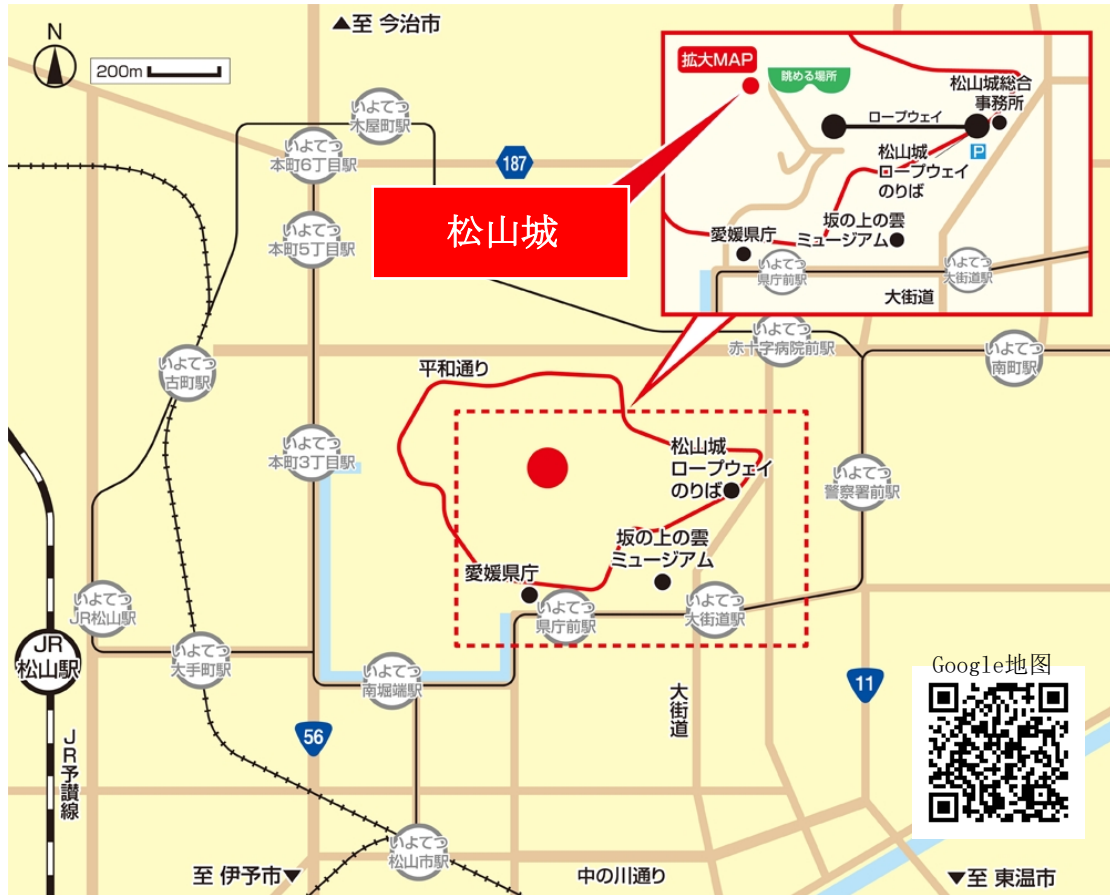 ▲至 今治市
N
200m
拡大MAP
眺める場所
松山城総合
事務所
ロープウェイ
P
松山城
ロープウェイ
のりば
坂の上の雲
ミュージアム
愛媛県庁
いよてつ
県庁前駅
いよてつ
大街道駅
大街道
いよてつ
木屋町駅
いよてつ
本町6丁目駅
187
松山城
いよてつ
本町5丁目駅
いよてつ
赤十字病院前駅
いよてつ
南町駅
いよてつ
古町駅
平和通り
いよてつ
本町3丁目駅
松山城
ロープウェイ
のりば
いよてつ
警察署前駅
坂の上の雲
ミュージアム
愛媛県庁
いよてつ
JR松山駅
いよてつ
県庁前駅
いよてつ
大街道駅
JR
松山駅
いよてつ
大手町駅
いよてつ
南堀端駅
大街道
11
Google地图
56
JR予讃線
いよてつ
松山市駅
至 伊予市▼
中の川通り
▼至 東温市